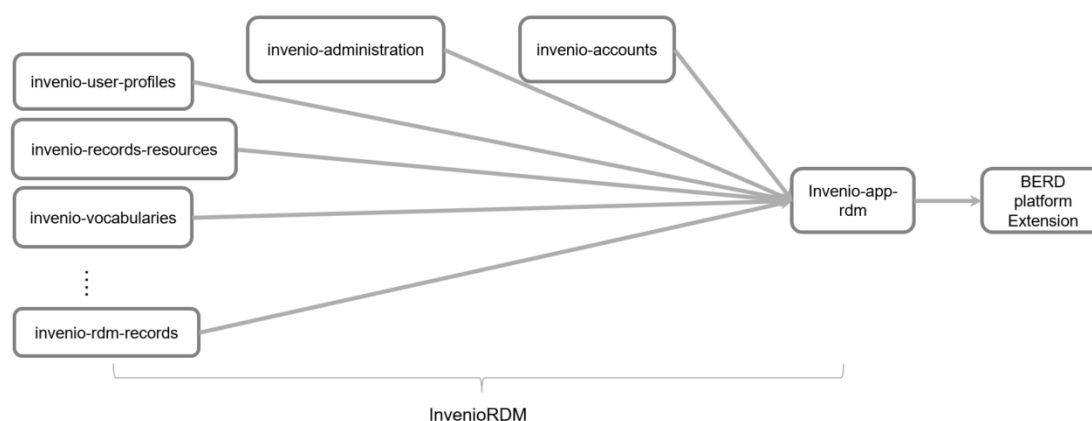 invenio-administration
invenio-accounts
invenio-user-profiles
invenio-records-resources
invenio-vocabularies
invenio-rdm-records
Invenio-app-
rdm
BERD
platform
Extension
InvenioRDM